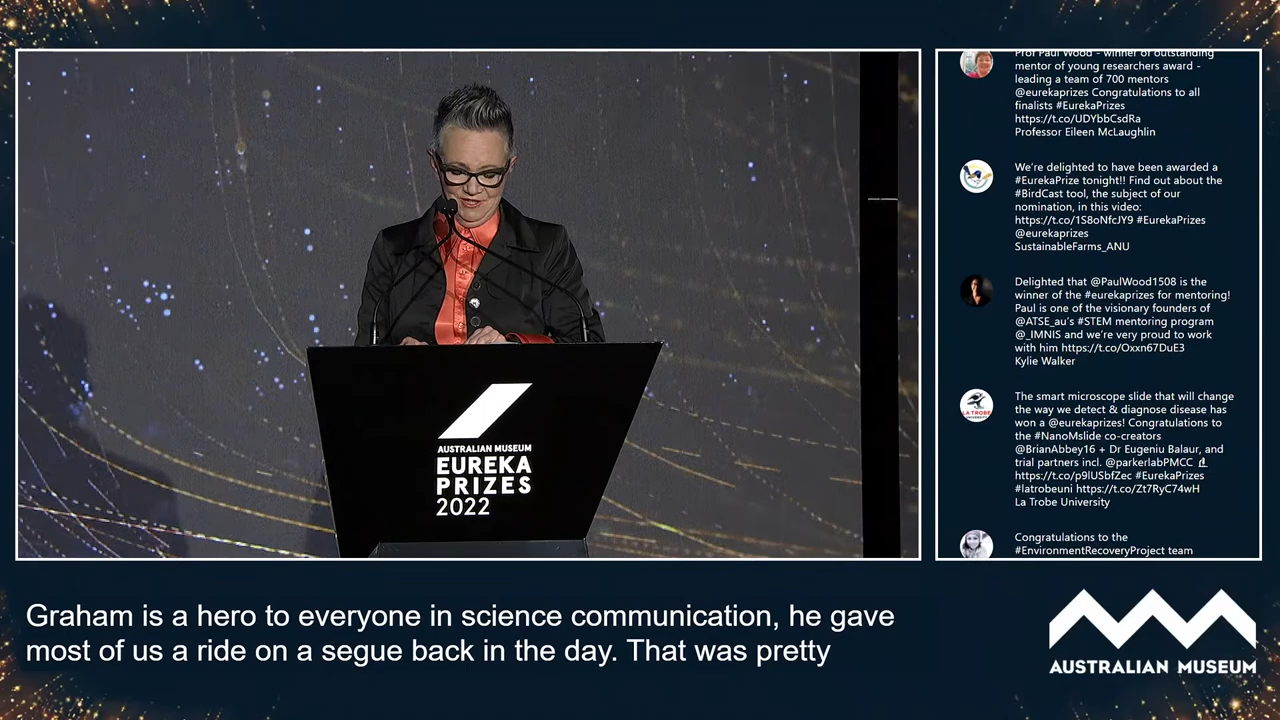 Prof Paul Wood - winner of outstanding
mentor of young researchers award -
leading a team of 700 mentors
@eurekaprizes Congratulations to all
finalists #EurekaPrizes
https://t.co/UDYbbCsdRa
Professor Eileen McLaughlin
We're delighted to have been awarded a
#EurekaPrize tonight!! Find out about the
#BirdCast tool, the subject of our
nomination, in this video:
https://t.co/1S8oNfcJY9 #EurekaPrizes
@eurekaprizes
SustainableFarms_ANU
Delighted that @PaulWood1508 is the
winner of the #eurekaprizes for mentoring!
Paul is one of the visionary founders of
@ATSE_au's #STEM mentoring program
@_IMNIS and we're very proud to work
with him https://t.co/Oxxn67DuE3
Kylie Walker
The smart microscope slide that will change
the way we detect & diagnose disease has
won a @eurekaprizes! Congratulations to
the #NanoMslide co-creators
@BrianAbbey16 + Dr Eugeniu Balaur, and
trial partners incl. @parkerlabPMCC
https://t.co/p9lUSbfZec #EurekaPrizes
#latrobeuni https://t.co/Zt7RyC74wH
La Trobe University
LA TROBE
Congratulations to the
#EnvironmentRecoveryProject team
AUSTRALIAN MUSEUM
EUREKA
PRIZES
2022
Graham is a hero to everyone in science communication, he gave
most of us a ride on a segue back in the day. That was pretty
AUSTRALIAN MUSEUM